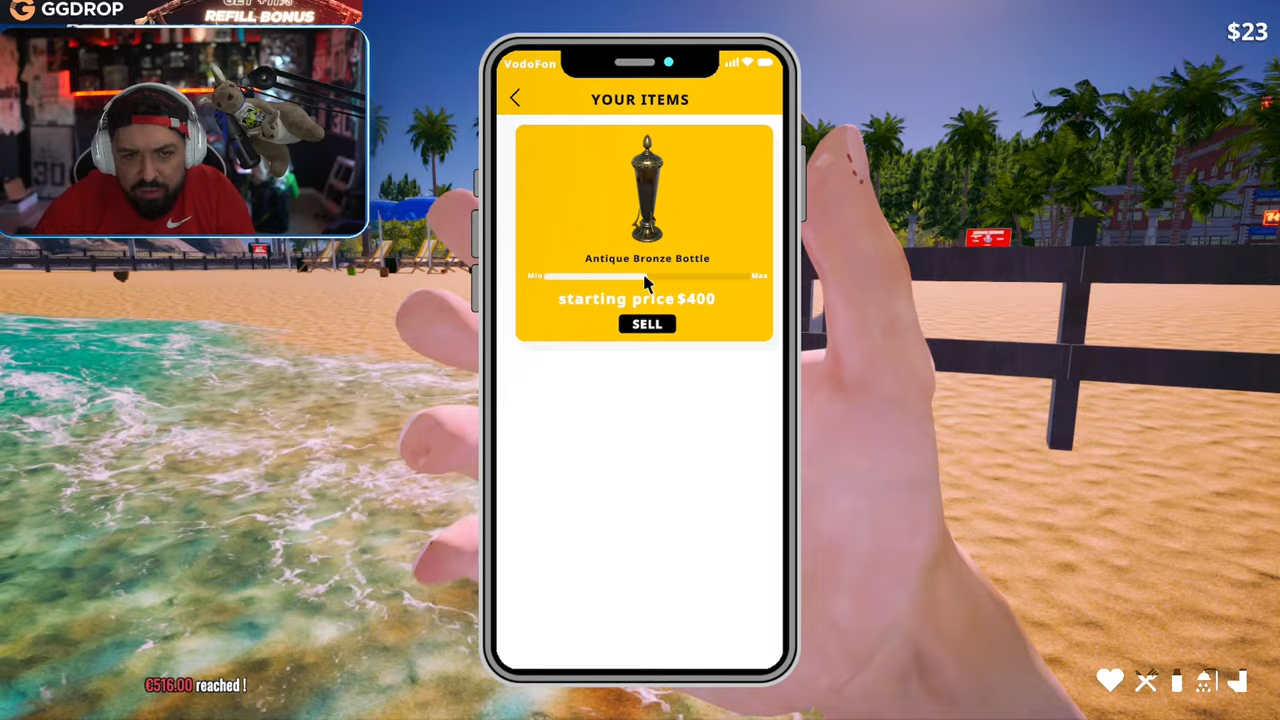 GGDROP
REFILL BONUS
$23
VodoFon
YOUR ITEMS
Antique Bronze Bottle
Min
Max
starting price $400
SELL
30
€516.00 reached !